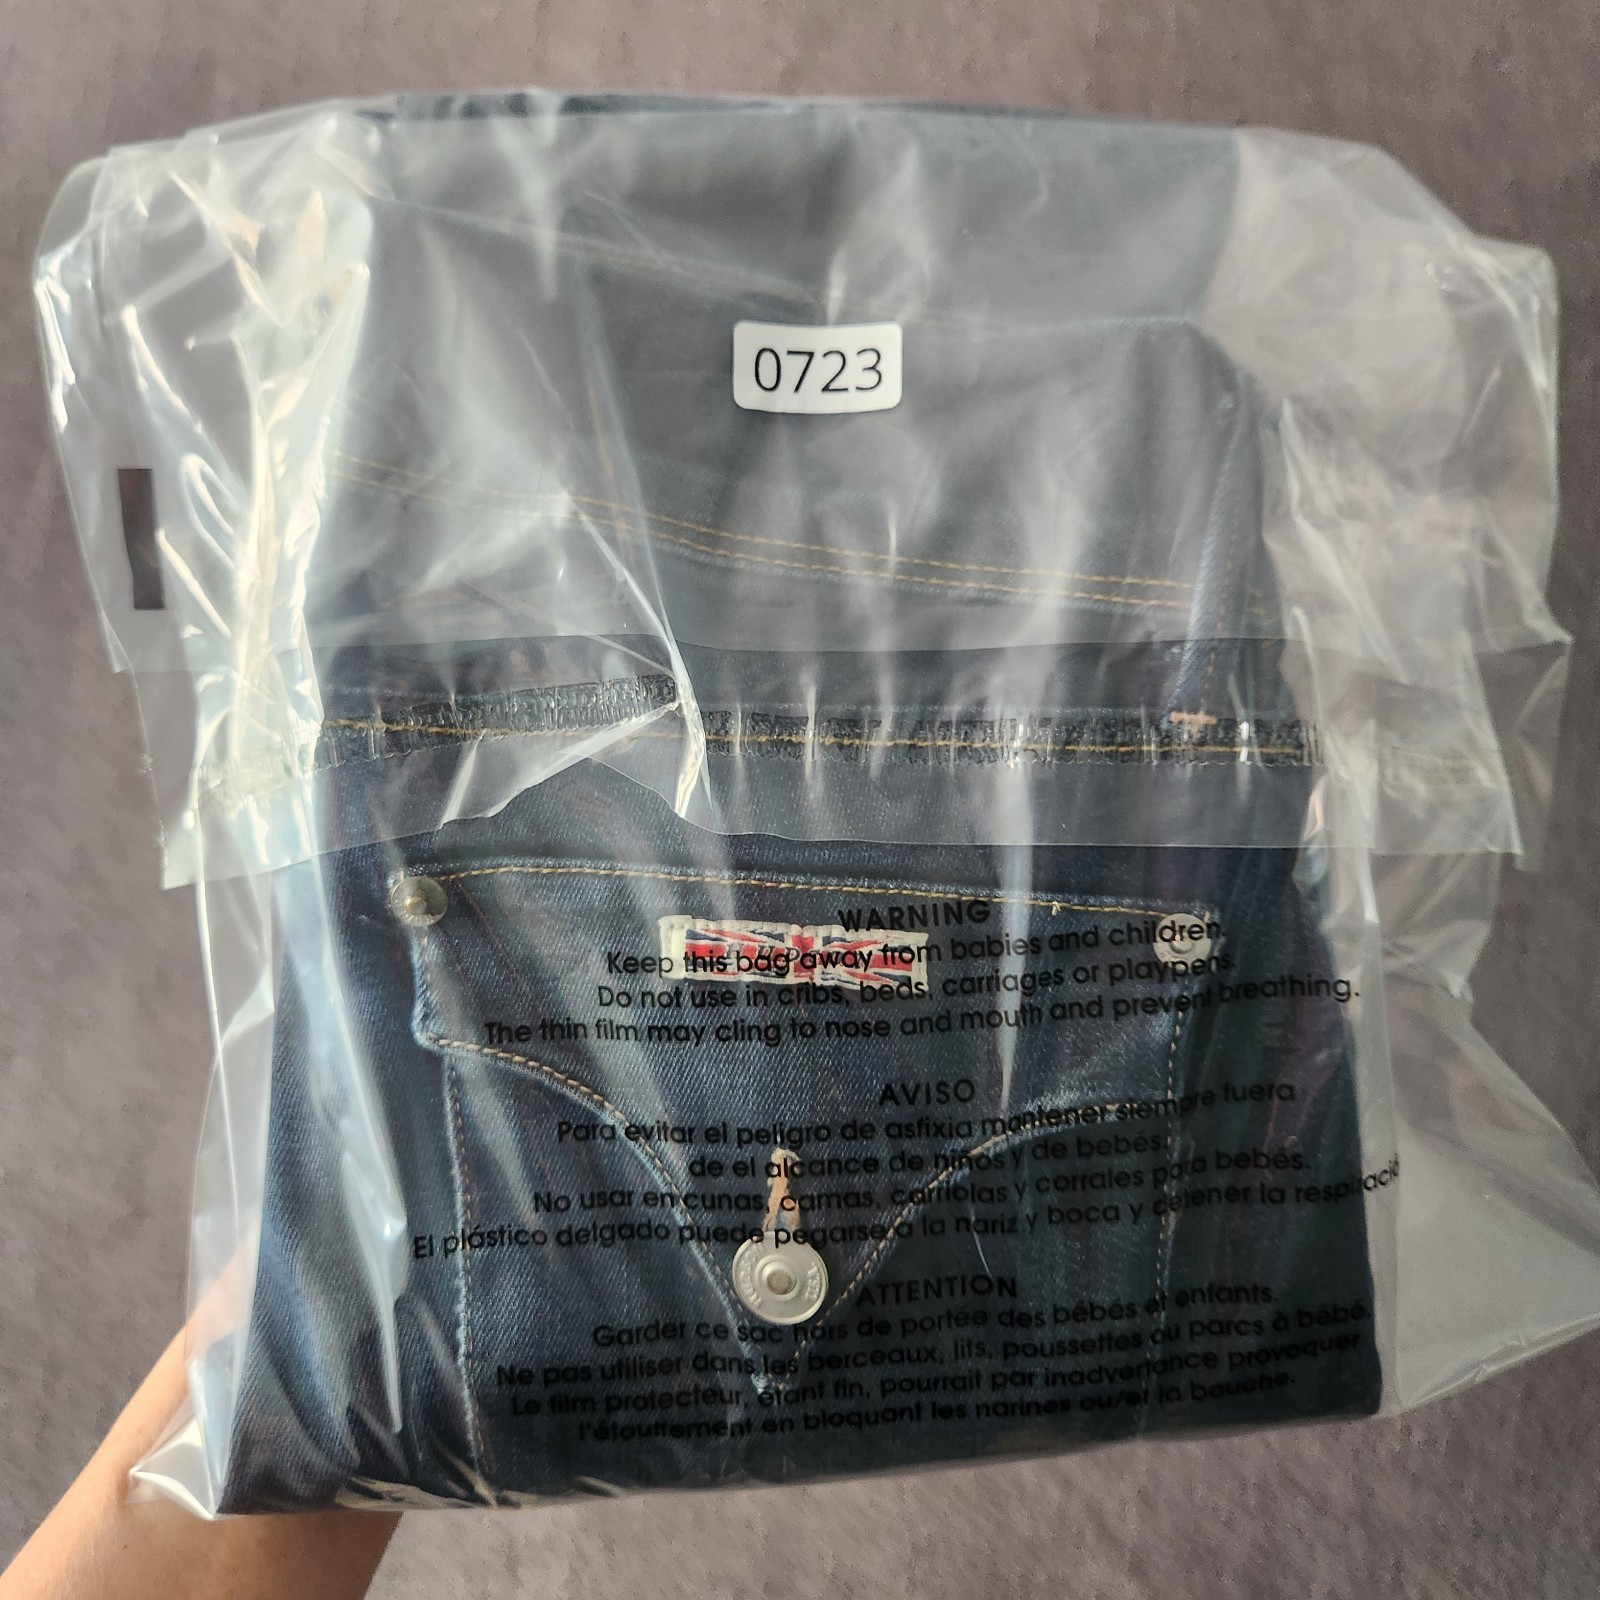 0723
WARNING
Keep this bag away from babies and children.
Do not use in cribs, beds, carriages or playpens.
The thin film may cling to nose and mouth and prevent breathing.
AVISO
Para evitar el peligro de asfixia mantener siempre fuera
de el alcance de niños y de bebés.
No usar en cunas, camas, carriolas y corrales para bebés.
El plástico delgado puede pegarse a la nariz y boca y detener la respiració
ATTENTION
Garder ce sac hors de portée des bébés et enfants.
Ne pas utiliser dans les berceaux, lits, poussettes ou parcs à bébé.
Le film protecteur, étant fin, pourrait par inadvertance provoquer
l'étouffement en bloquant les narines ou/et la bouche.